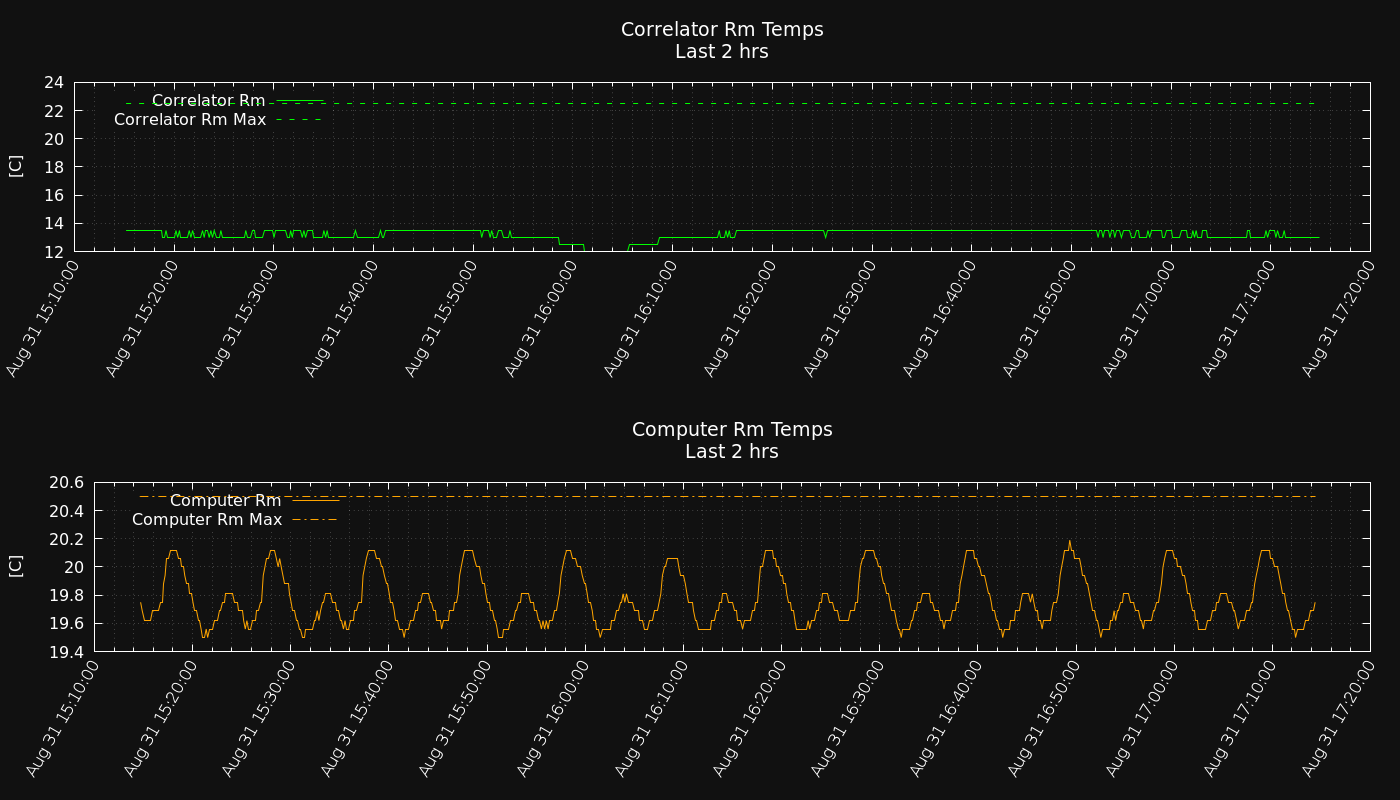 Correlator Rm Temps
Last 2 hrs
24
22
20
18
16
14
12
[C]
Correlator Rm
Correlator Rm Max
Aug 31 15:10:00
Aug 31 15:20:00
Aug 31 15:30:00
Aug 31 15:40:00
Aug 31 15:50:00
Aug 31 16:00:00
Aug 31 16:10:00
Aug 31 16:20:00
Aug 31 16:30:00
Aug 31 16:40:00
Aug 31 16:50:00
Aug 31 17:00:00
Aug 31 17:10:00
Aug 31 17:20:00
Computer Rm Temps
Last 2 hrs
20.6
20.4
20.2
20
19.8
19.6
19.4
[C]
Computer Rm
Computer Rm Max
Aug 31 15:10:00
Aug 31 15:20:00
Aug 31 15:30:00
Aug 31 15:40:00
Aug 31 15:50:00
Aug 31 16:00:00
Aug 31 16:10:00
Aug 31 16:20:00
Aug 31 16:30:00
Aug 31 16:40:00
Aug 31 16:50:00
Aug 31 17:00:00
Aug 31 17:10:00
Aug 31 17:20:00